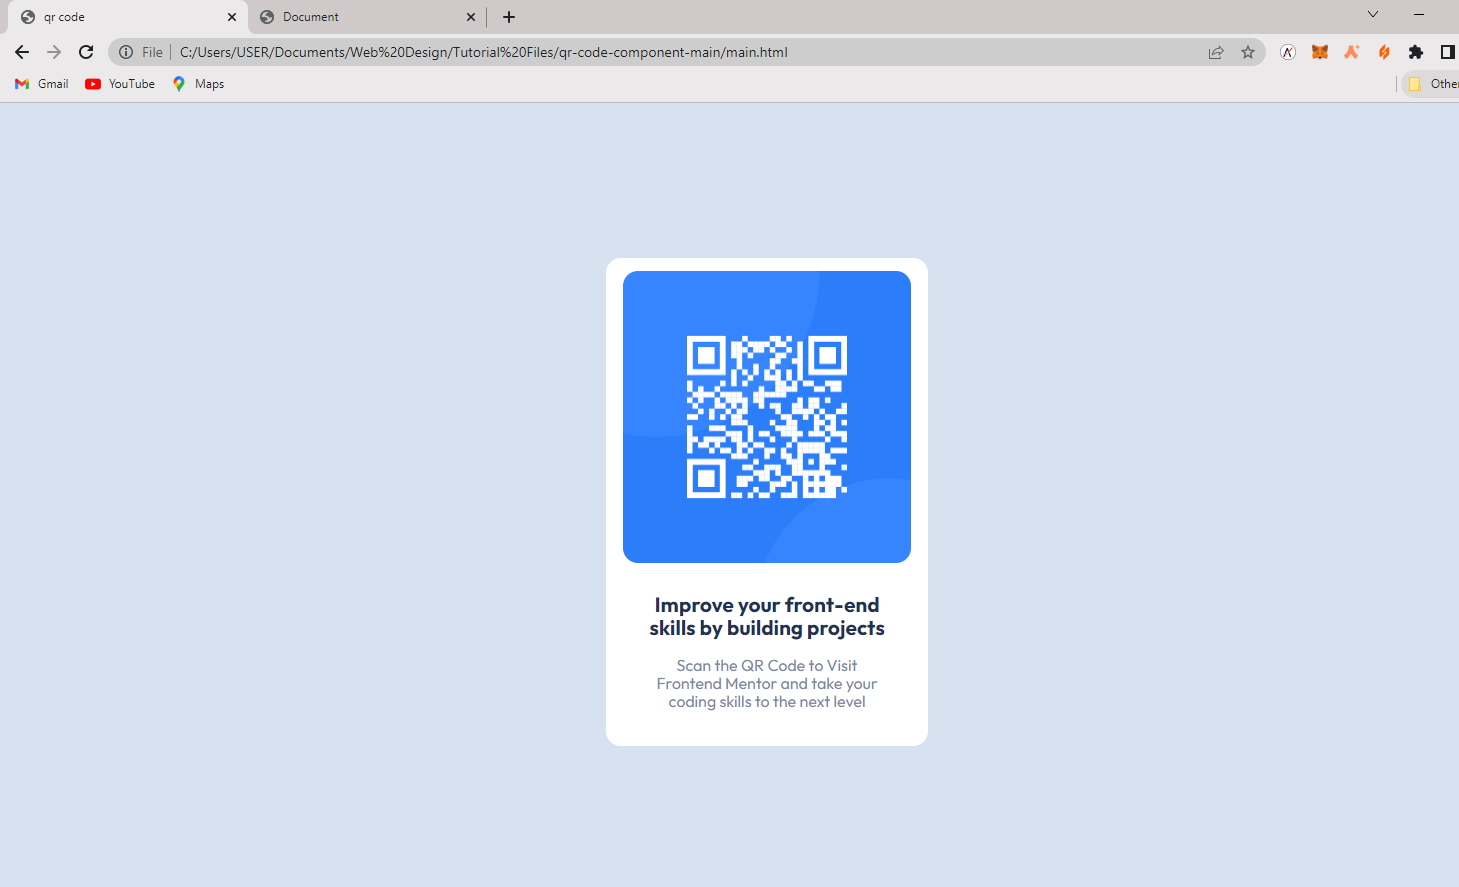 qr code
Document
File
C:/Users/USER/Documents/Web%20Design/Tutorial%20Files/qr-code-component-main/main.html
Gmail
YouTube
Maps
Other
Improve your front-end
skills by building projects
Scan the QR Code to Visit
Frontend Mentor and take your
coding skills to the next level